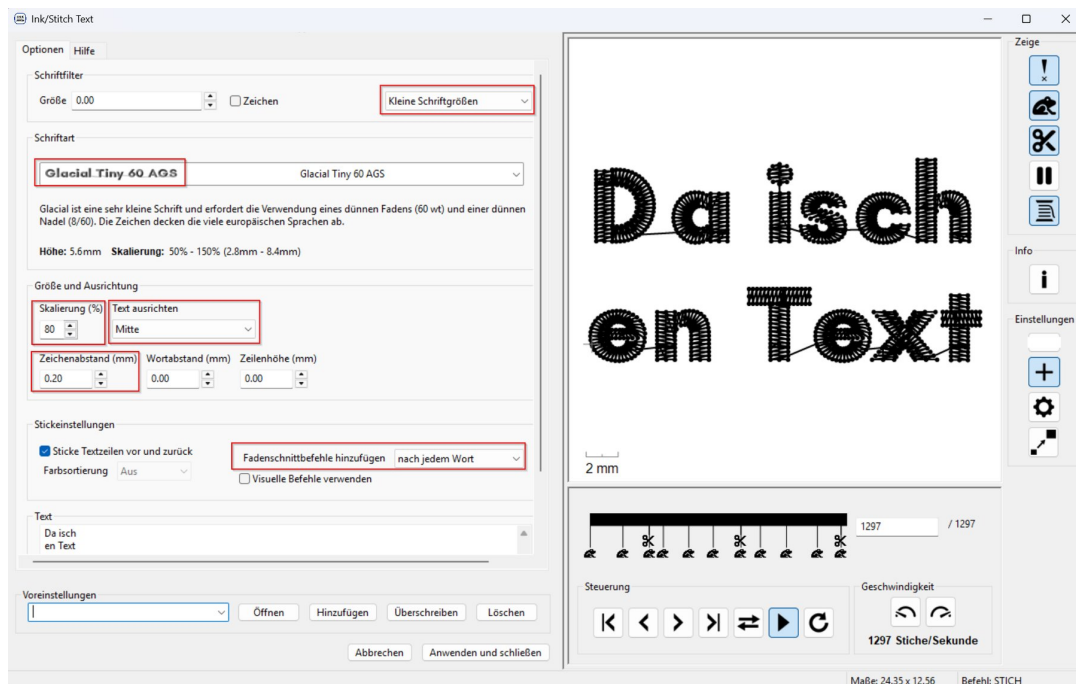 Ink/Stitch Text
Optionen Hilfe
Schriftfilter
Größe 0.00 Zeichen Kleine Schriftgrößen
Schriftart
Glacial Tiny 60 AGS Glacial Tiny 60 AGS
Glacial ist eine sehr kleine Schrift und erfordert die Verwendung eines dünnen Fadens (60 wt) und einer dünnen
Nadel (8/60). Die Zeichen decken die viele europäischen Sprachen ab.
Höhe: 5.6mm Skalierung: 50% - 150% (2.8mm - 8.4mm)
Größe und Ausrichtung
Skalierung (%) Text ausrichten
80 Mitte
Zeichenabstand (mm) Wortabstand (mm) Zeilenhöhe (mm)
0.20 0.00 0.00
Stickeinstellungen
Sticke Textzeilen vor und zurück
Fadenschnittbefehle hinzufügen nach jedem Wort
Farbsortierung Aus
Visuelle Befehle verwenden
Text
Da isch
en Text
Voreinstellungen
Öffnen Hinzufügen Überschreiben Löschen
Abbrechen Anwenden und schließen
Da isch
en Text
2 mm
1297 / 1297
Steuerung
Geschwindigkeit
1297 Stiche/Sekunde
Zeige
Info
Einstellungen
Maße: 24.35 x 12.56 Befehl: STICH